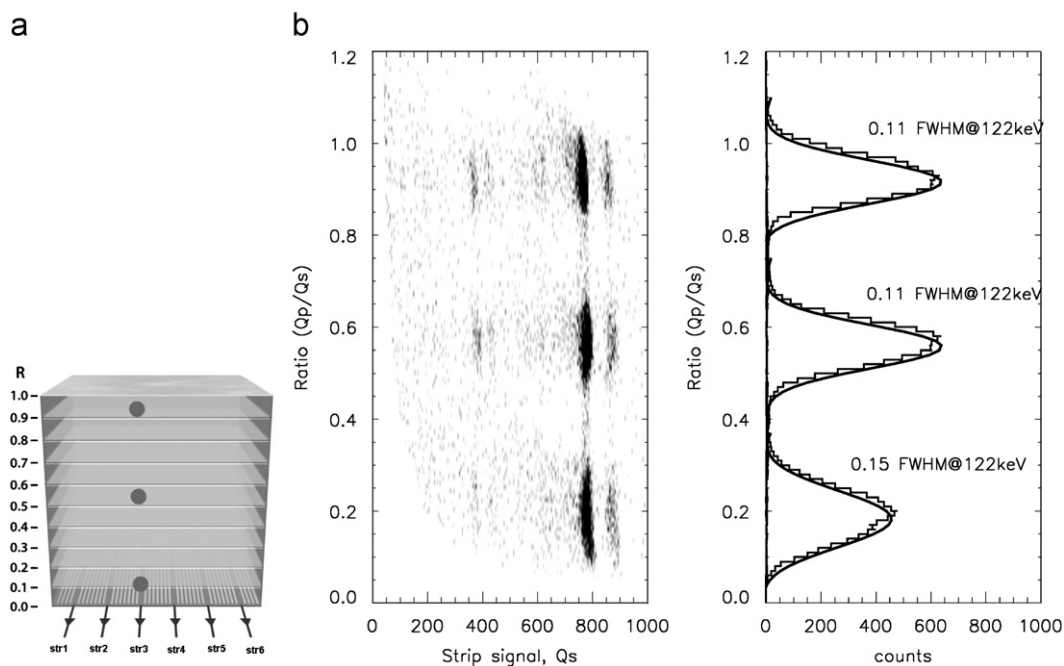 a
R
1.0
0.9
0.8
0.7
0.6
0.5
0.4
0.3
0.2
0.1
0.0
str1 str2 str3 str4 str5 str6
b
1.2
1.0
0.8
0.6
0.4
0.2
0.0
Ratio (Qp/Qs)
0 200 400 600 800 1000
Strip signal, Qs
1.2
1.0
0.8
0.6
0.4
0.2
0.0
Ratio (Qp/Qs)
0.11 FWHM@122keV
0.11 FWHM@122keV
0.15 FWHM@122keV
0 200 400 600 800 1000
counts